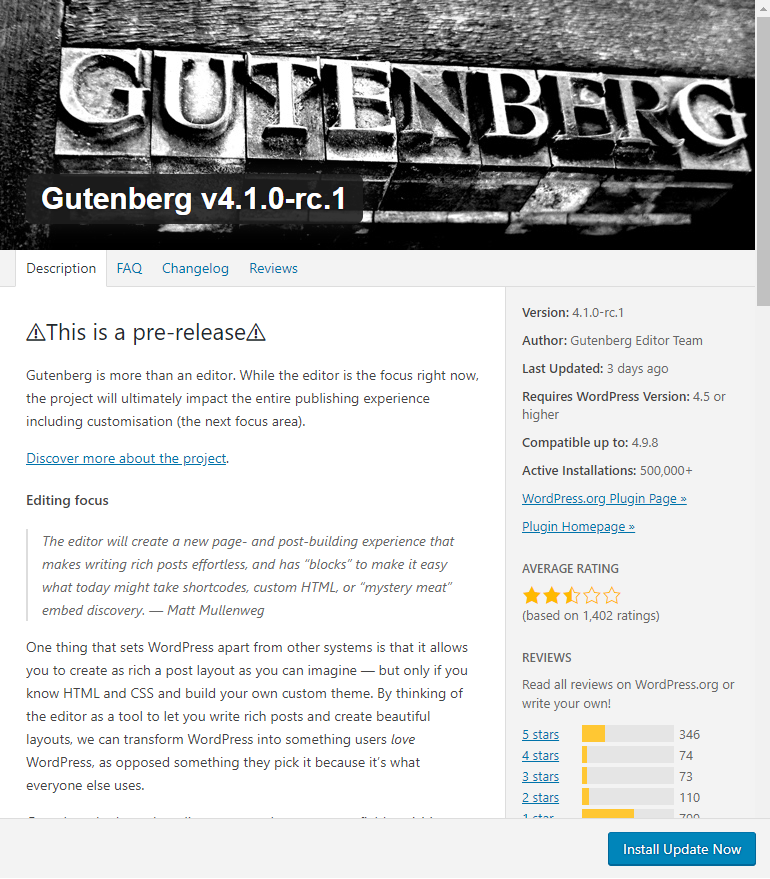 GUTENBERG
Gutenberg v4.1.0-rc.1
Description FAQ Changelog Reviews
⚠This is a pre-release⚠
Gutenberg is more than an editor. While the editor is the focus right now,
the project will ultimately impact the entire publishing experience
including customisation (the next focus area).
Discover more about the project.
Editing focus
The editor will create a new page- and post-building experience that
makes writing rich posts effortless, and has “blocks” to make it easy
what today might take shortcodes, custom HTML, or “mystery meat”
embed discovery. — Matt Mullenweg
One thing that sets WordPress apart from other systems is that it allows
you to create as rich a post layout as you can imagine — but only if you
know HTML and CSS and build your own custom theme. By thinking of
the editor as a tool to let you write rich posts and create beautiful
layouts, we can transform WordPress into something users love
WordPress, as opposed something they pick it because it's what
everyone else uses.
Version: 4.1.0-rc.1
Author: Gutenberg Editor Team
Last Updated: 3 days ago
Requires WordPress Version: 4.5 or
higher
Compatible up to: 4.9.8
Active Installations: 500,000+
WordPress.org Plugin Page »
Plugin Homepage »
AVERAGE RATING
(based on 1,402 ratings)
REVIEWS
Read all reviews on WordPress.org or
write your own!
5 stars 346
4 stars 74
3 stars 73
2 stars 110
1 star
Install Update Now